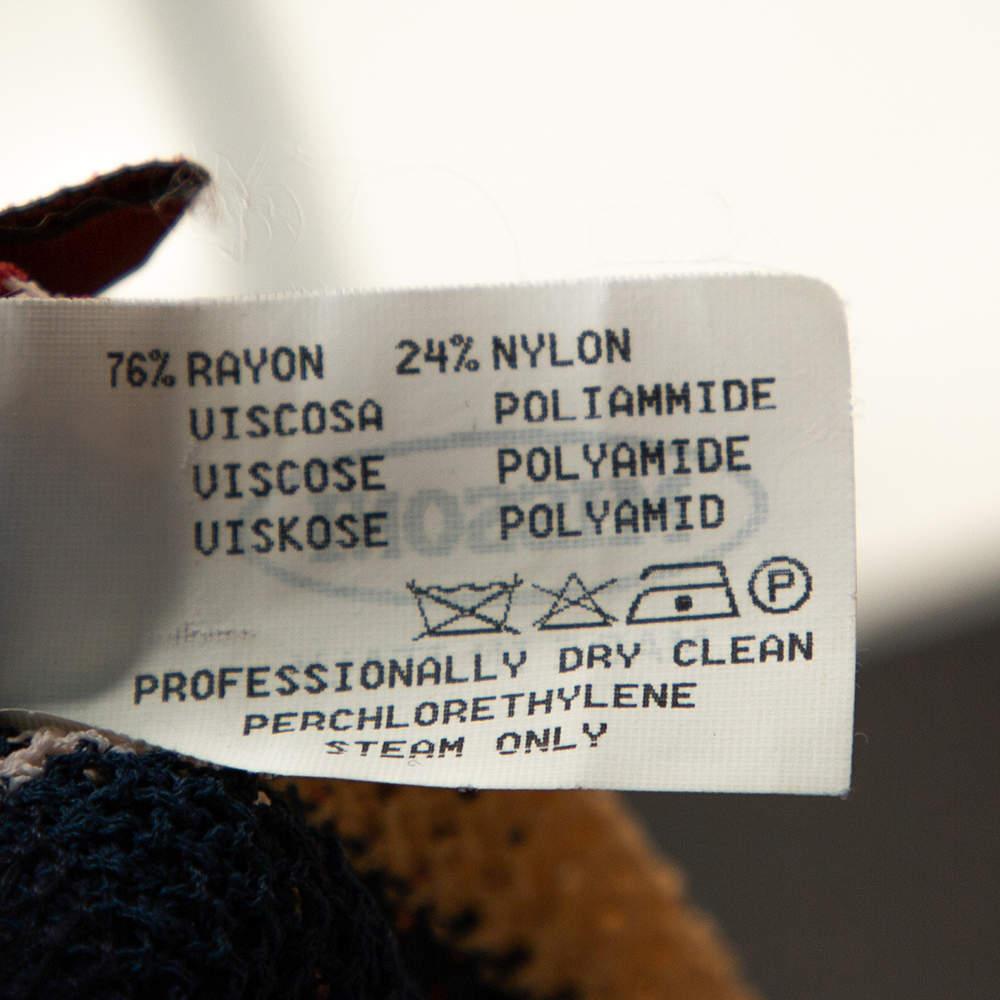 76% RAYON 24% NYLON
VISCOSA POLIAMMIDE
VISCOSE POLYAMIDE
VISKOSE POLYAMID
P
PROFESSIONALLY DRY CLEAN
PERCHLORETHYLENE
STEAM ONLY